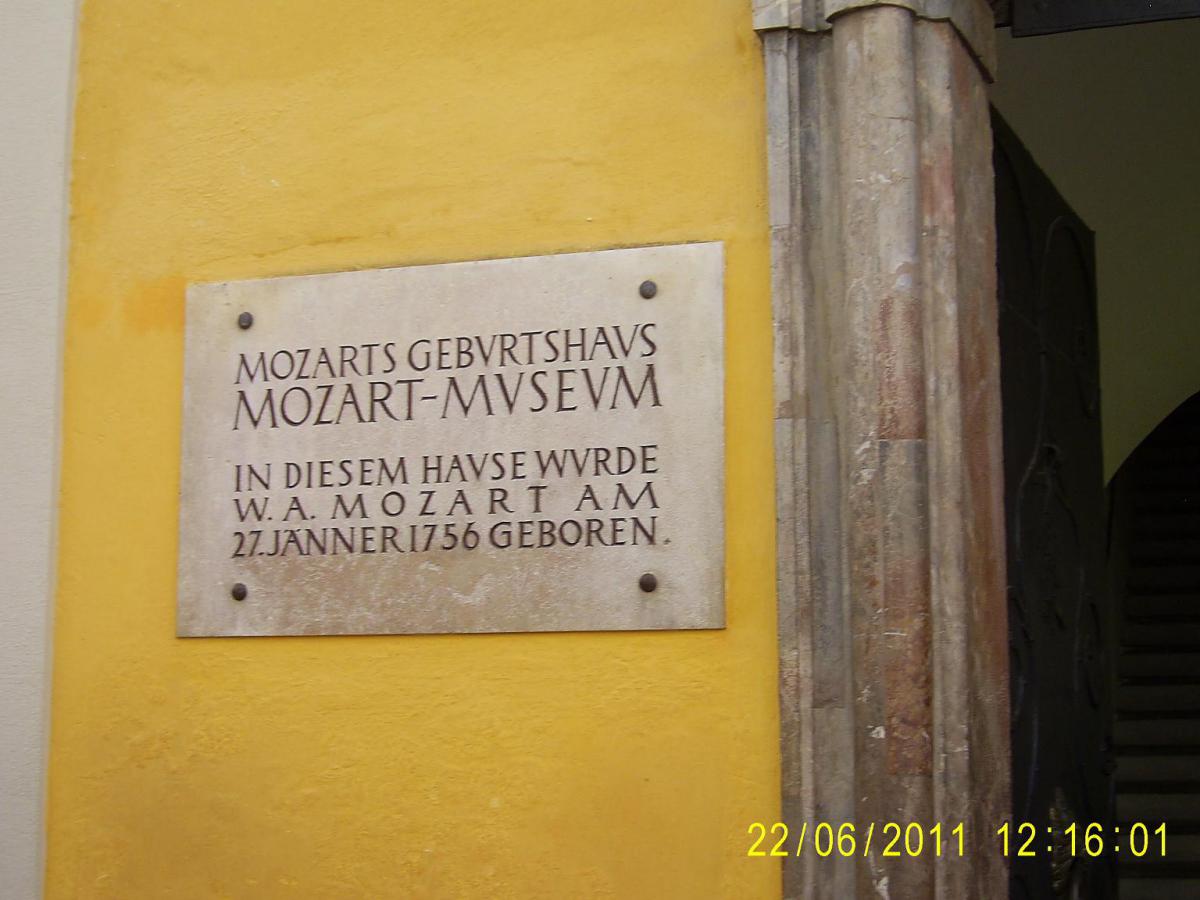 MOZARTS GEBVRTSHAVS
MOZART-MVSEVM
IN DIESEM HAVSE WVRDE
W. A. MOZART AM
27. JÄNNER 1756 GEBOREN.
22/06/2011 12:16:01